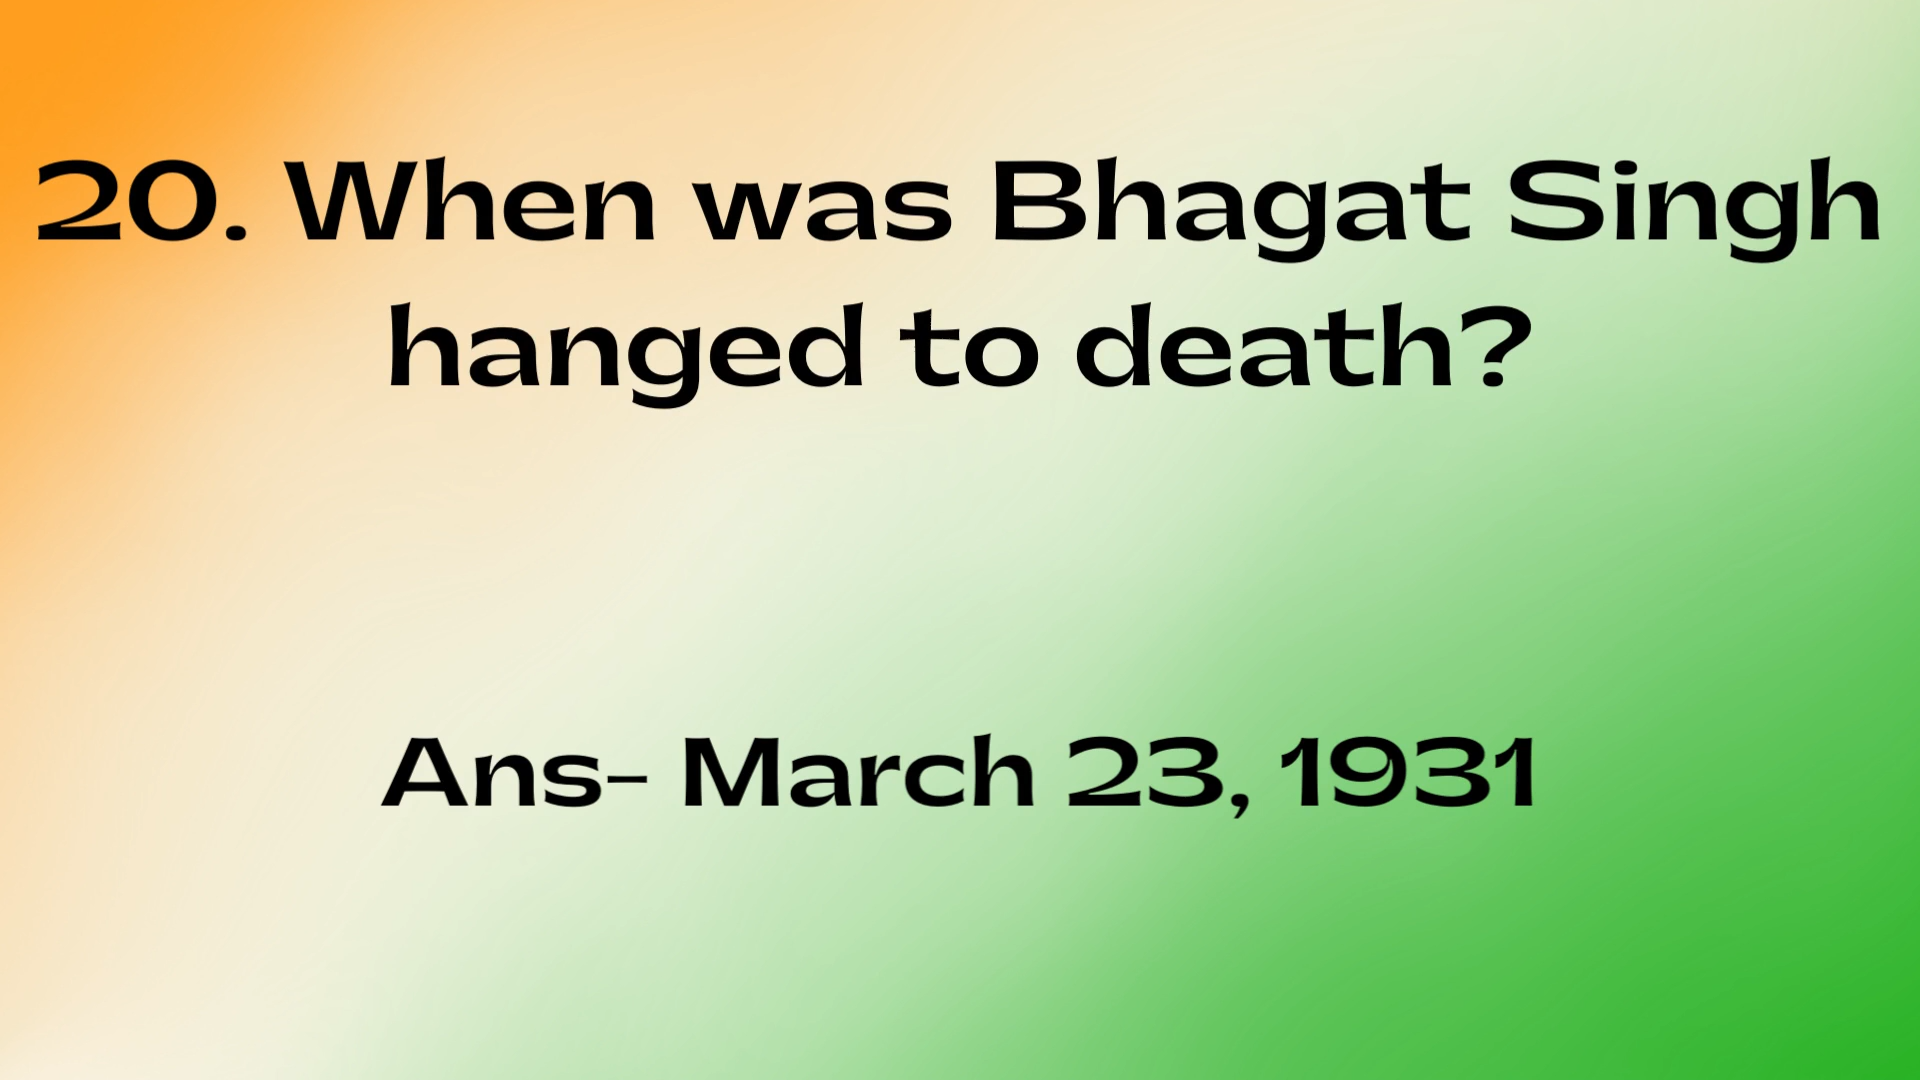 20. When was Bhagat Singh
hanged to death?
Ans- March 23, 1931